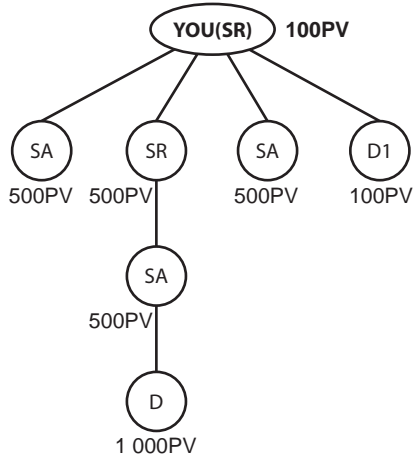 YOU(SR) 100PV
SA SR SA D1
500PV 500PV 500PV 100PV
SA
500PV
D
1 000PV